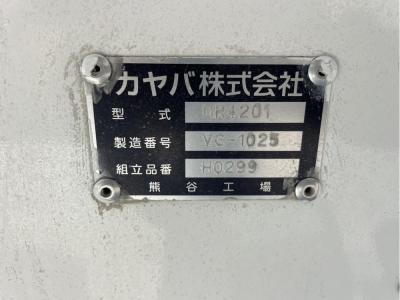 カヤバ株式会社
型式 MR4201
製造番号 VC-1025
組立品番 H0299
熊谷工場